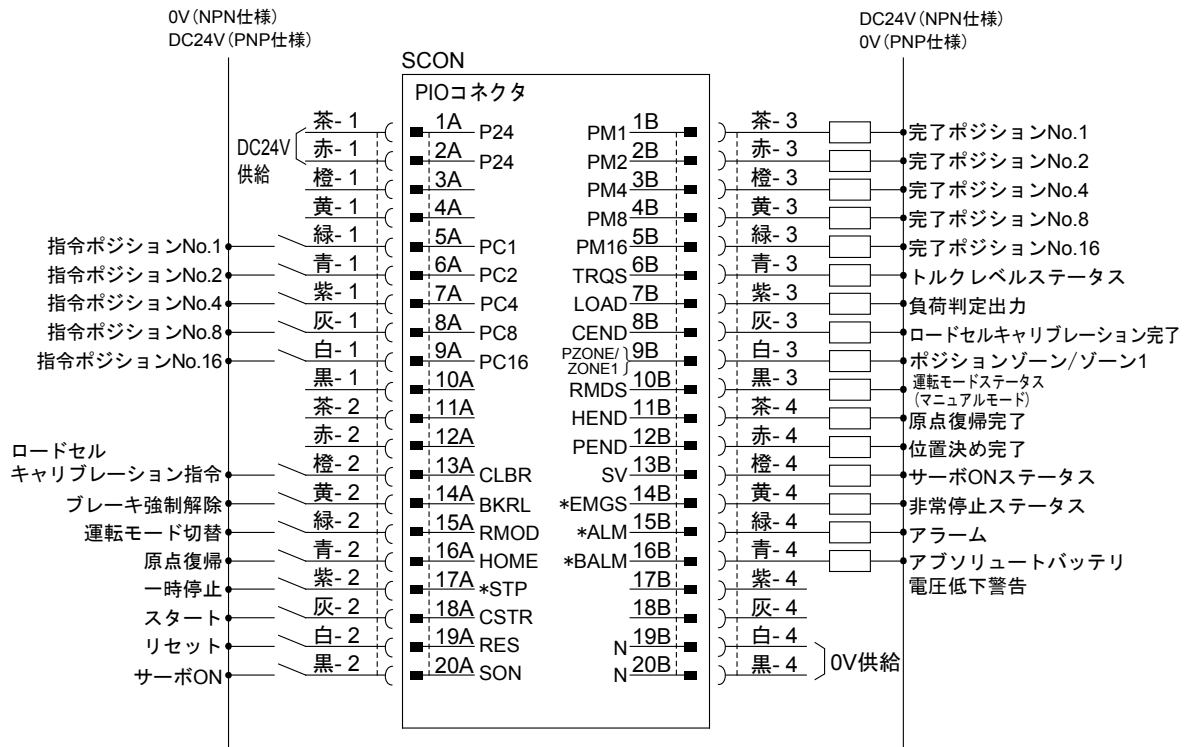 0V(NPN仕様)
DC24V(PNP仕様)
DC24V(NPN仕様)
0V(PNP仕様)
SCON
PIOコネクタ
DC24V
供給
茶- 1 1A P24 PM1 1B 茶- 3 完了ポジションNo.1
赤- 1 2A P24 PM2 2B 赤- 3 完了ポジションNo.2
橙- 1 3A PM4 3B 橙- 3 完了ポジションNo.4
黄- 1 4A PM8 4B 黄- 3 完了ポジションNo.8
指令ポジションNo.1 緑- 1 5A PC1 PM16 5B 緑- 3 完了ポジションNo.16
指令ポジションNo.2 青- 1 6A PC2 TRQS 6B 青- 3 トルクレベルステータス
指令ポジションNo.4 紫- 1 7A PC4 LOAD 7B 紫- 3 負荷判定出力
指令ポジションNo.8 灰- 1 8A PC8 CEND 8B 灰- 3 ロードセルキャリブレーション完了
指令ポジションNo.16 白- 1 9A PC16 PZONE/ ZONE1 9B 白- 3 ポジションゾーン/ゾーン1
黒- 1 10A RMDS 10B 黒- 3 運転モードステータス
(マニュアルモード)
茶- 2 11A HEND 11B 茶- 4 原点復帰完了
赤- 2 12A PEND 12B 赤- 4 位置決め完了
ロードセル
キャリブレーション指令 橙- 2 13A CLBR SV 13B 橙- 4 サーボONステータス
ブレーキ強制解除 黄- 2 14A BKRL *EMGS 14B 黄- 4 非常停止ステータス
運転モード切替 緑- 2 15A RMOD *ALM 15B 緑- 4 アラーム
原点復帰 青- 2 16A HOME *BALM 16B 青- 4 アブソリュートバッテリ
電圧低下警告
一時停止 紫- 2 17A *STP 17B 紫- 4
スタート 灰- 2 18A CSTR 18B 灰- 4
リセット 白- 2 19A RES N 19B 白- 4
サーボON 黒- 2 20A SON N 20B 黒- 4
0V供給